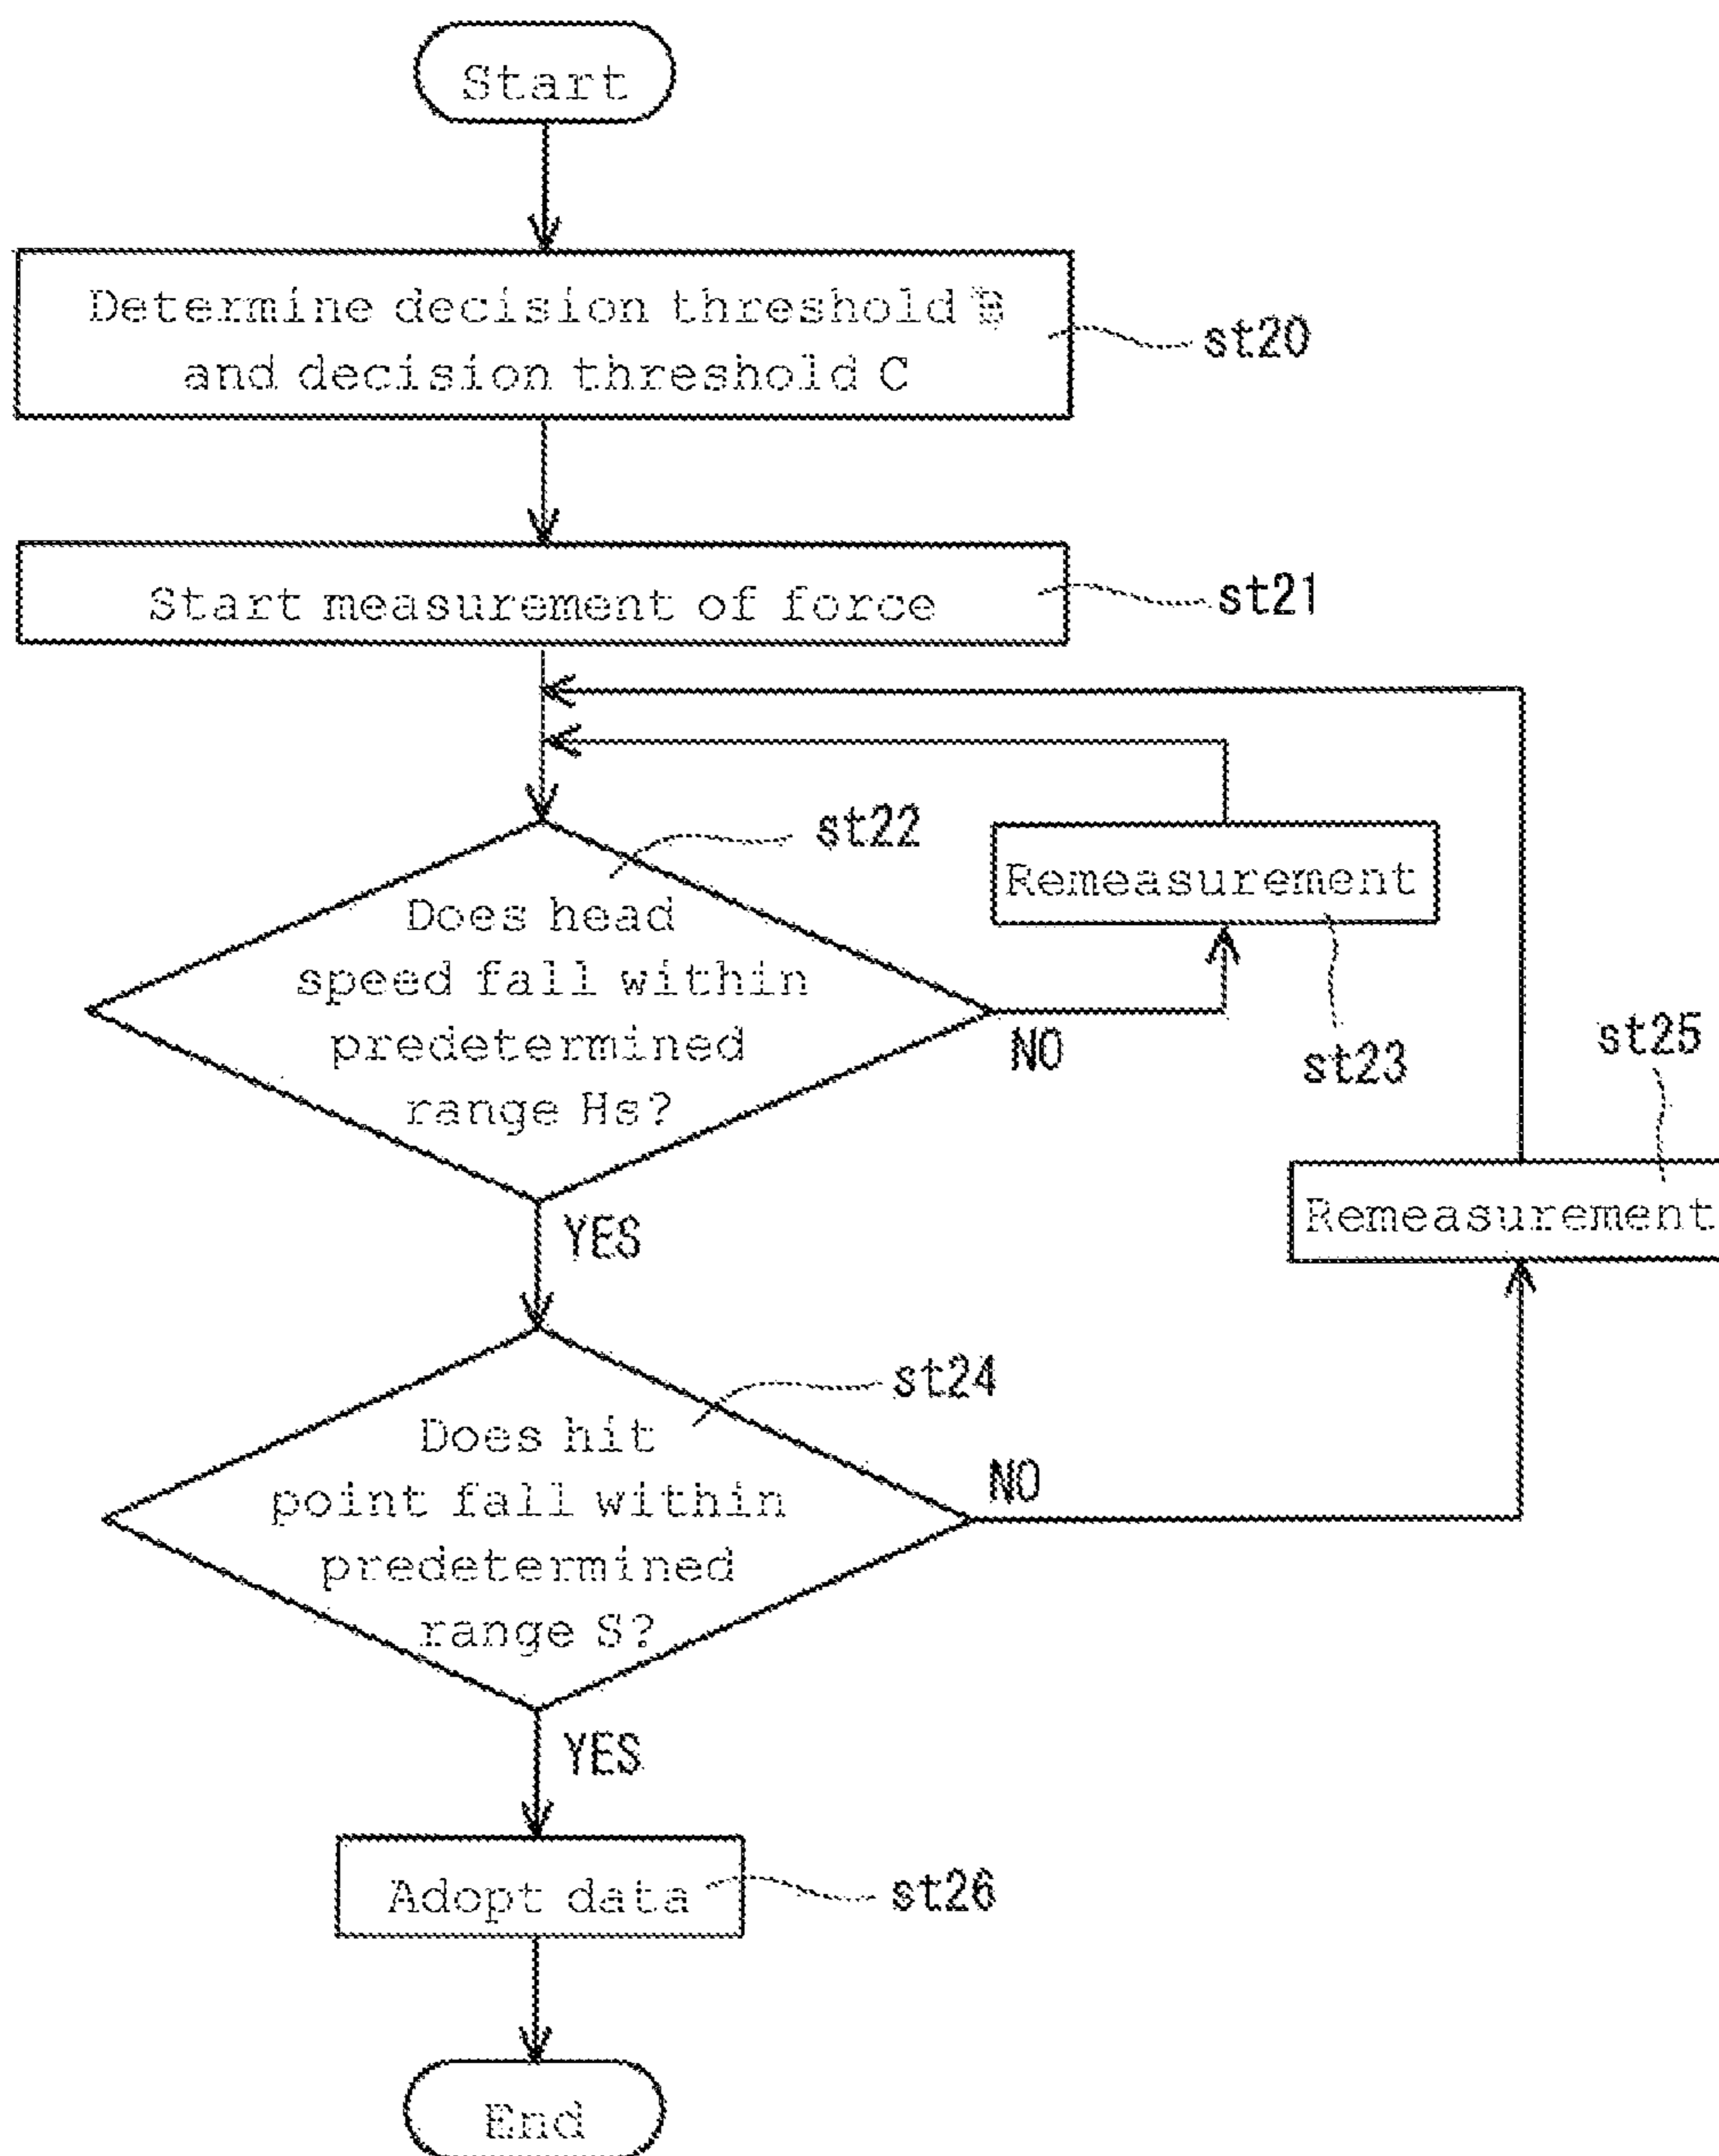 Start
Determine decision threshold B
and decision threshold C
st20
Start measurement of force
st21
st22
Does head
speed fall within
predetermined
range Hs?
NO
Remeasurement
st23
YES
st25
Remeasurement
st24
Does hit
point fall within
predetermined
range S?
NO
YES
Adopt data
st26
End